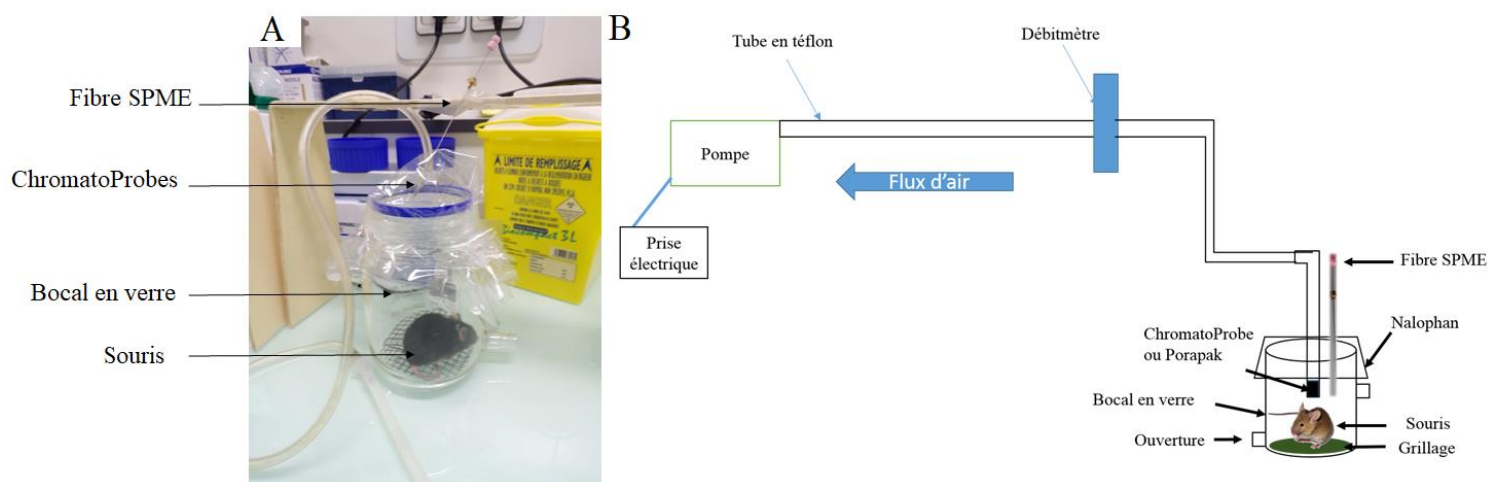 A
Fibre SPME
ChromatoProbes
Bocal en verre
Souris
LIMITE DE REMPLISSAGE
DANGER
3L
B
Tube en téflon
Débitmètre
Pompe
Flux d'air
Prise
électrique
Fibre SPME
Nalophan
ChromatoProbe
ou Porapak
Bocal en verre
Souris
Ouverture
Grillage